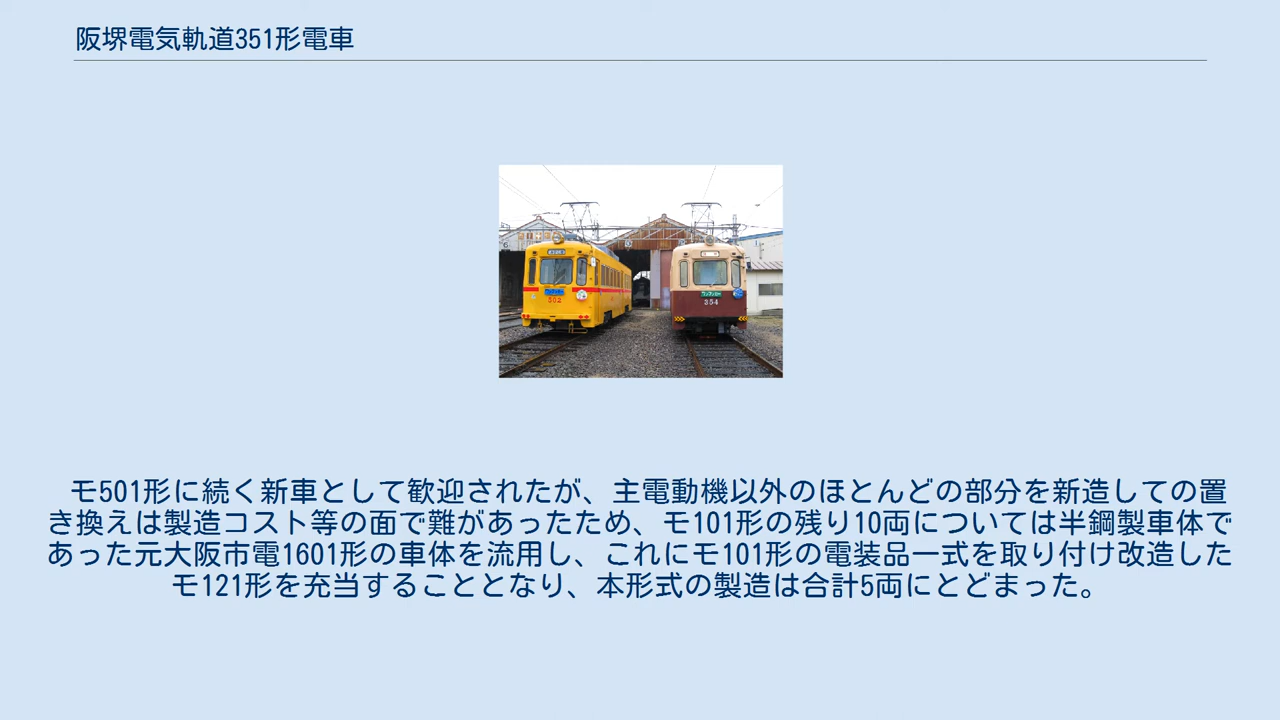 阪堺電気軌道351形電車
502
354
モ501形に続く新車として歓迎されたが、主電動機以外のほとんどの部分を新造しての置
き換えは製造コスト等の面で難があったため、モ101形の残り10両については半鋼製車体で
あった元大阪市電1601形の車体を流用し、これにモ101形の電装品一式を取り付け改造した
モ121形を充当することとなり、本形式の製造は合計5両にとどまった。